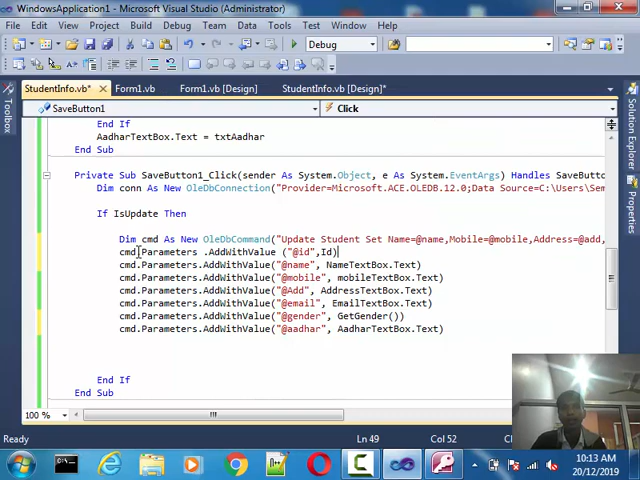 WindowsApplication1 - Microsoft Visual Studio (Administrator)
File Edit View Project Build Debug Team Data Tools Test Window Help
Debug
StudentInfo.vb* Form1.vb Form1.vb [Design] StudentInfo.vb [Design]*
SaveButton1 Click
Toolbox
Solution Explorer
Properties
End If
AadharTextBox.Text = txtAadhar
End Sub
Private Sub SaveButton1_Click(sender As System.Object, e As System.EventArgs) Handles SaveButto
Dim conn As New OleDbConnection("Provider=Microsoft.ACE.OLEDB.12.0;Data Source=C:\Users\Sem
If IsUpdate Then
Dim cmd As New OleDbCommand("Update Student Set Name=@name,Mobile=@mobile,Address=@add,
cmd.Parameters .AddWithValue ("@id",Id)
cmd.Parameters.AddWithValue("@name", NameTextBox.Text)
cmd.Parameters.AddWithValue("@mobile", mobileTextBox.Text)
cmd.Parameters.AddWithValue("@Add", AddressTextBox.Text)
cmd.Parameters.AddWithValue("@email", EmailTextBox.Text)
cmd.Parameters.AddWithValue("@gender", GetGender())
cmd.Parameters.AddWithValue("@aadhar", AadharTextBox.Text)
End If
End Sub
100 %
Ready Ln 49 Col 52
10:13 AM
12/26/2020